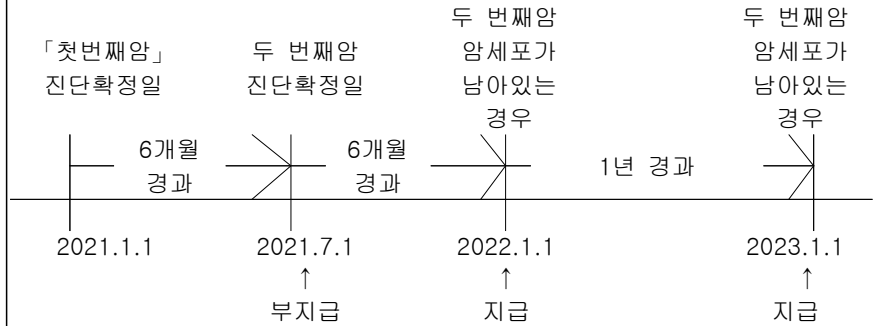 「첫번째암」
진단확정일
두 번째암
진단확정일
두 번째암
암세포가
남아있는
경우
두 번째암
암세포가
남아있는
경우
6개월
경과
6개월
경과
1년 경과
2021.1.1
2021.7.1
2022.1.1
2023.1.1
↑
↑
↑
부지급
지급
지급